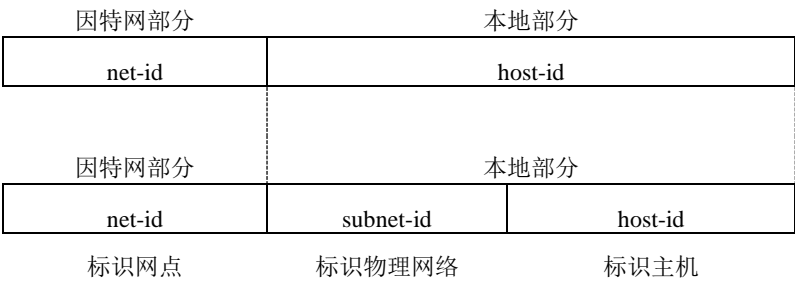 因特网部分 本地部分
net-id host-id
因特网部分 本地部分
net-id subnet-id host-id
标识网点 标识物理网络 标识主机